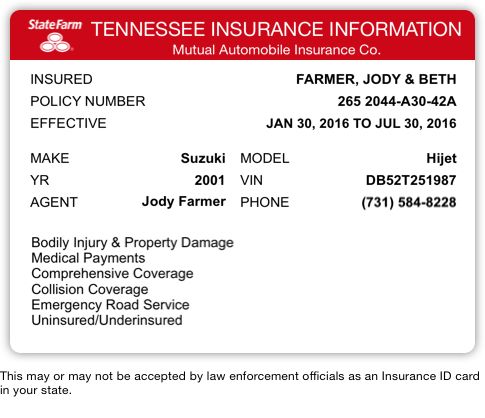 StateFarm
TENNESSEE INSURANCE INFORMATION
Mutual Automobile Insurance Co.
INSURED FARMER, JODY & BETH
POLICY NUMBER 265 2044-A30-42A
EFFECTIVE JAN 30, 2016 TO JUL 30, 2016
MAKE Suzuki MODEL Hijet
YR 2001 VIN DB52T251987
AGENT Jody Farmer PHONE (731) 584-8228
Bodily Injury & Property Damage
Medical Payments
Comprehensive Coverage
Collision Coverage
Emergency Road Service
Uninsured/Underinsured
This may or may not be accepted by law enforcement officials as an Insurance ID card
in your state.